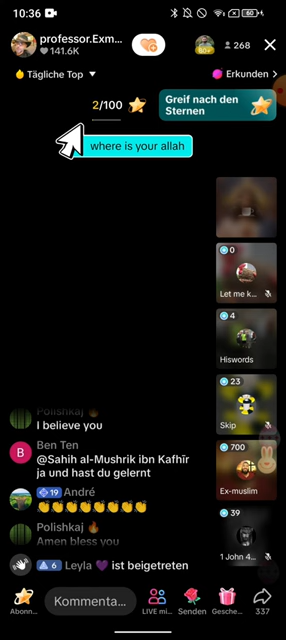 10:36
60
professor.Exm...
141.6K
60+
268
Tägliche Top
Erkunden
2/100
Greif nach den
Sternen
where is your allah
0
Let me k...
4
Hiswords
23
Skip
700
Ex-muslim
39
1 John 4...
Polishkaj
I believe you
B
Ben Ten
@Sahih al-Mushrik ibn Kafhīr
ja und hast du gelernt
19 André
Polishkaj
Amen bless you
6 Leyla ist beigetreten
Abonn...
Kommenta...
LIVE mi...
Senden
Gesche...
337